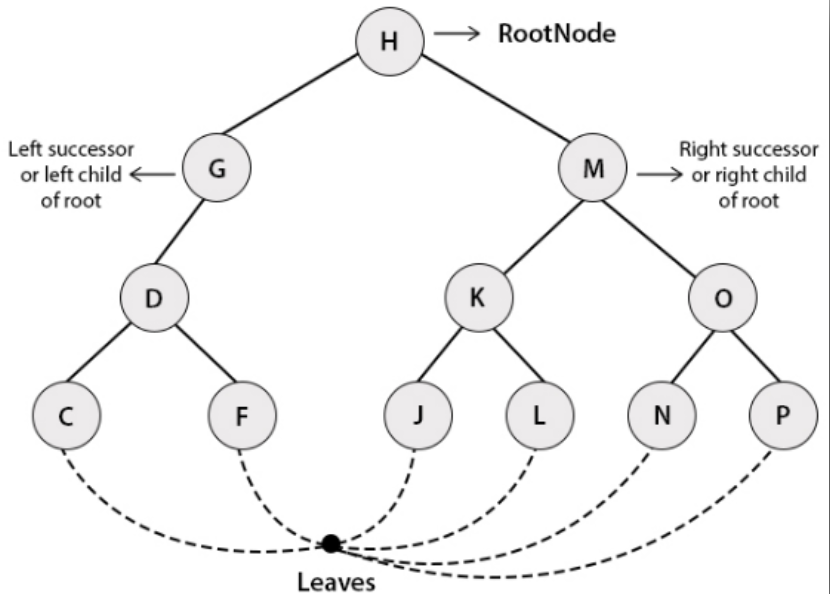 H
RootNode
Left successor
or left child
of root
G
M
Right successor
or right child
of root
D
K
O
C
F
J
L
N
P
Leaves